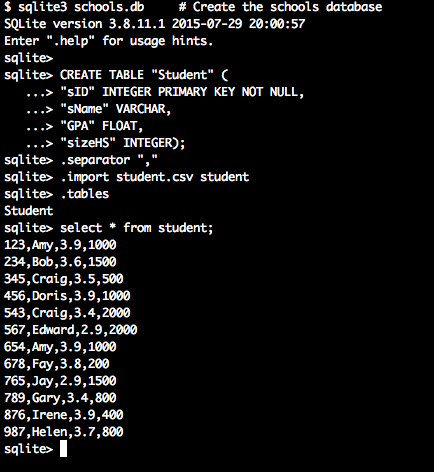 $ sqlite3 schools.db     # Create the schools database
SQLite version 3.8.11.1 2015-07-29 20:00:57
Enter ".help" for usage hints.
sqlite>
sqlite> CREATE TABLE "Student" (
   ...> "sID" INTEGER PRIMARY KEY NOT NULL,
   ...> "sName" VARCHAR,
   ...> "GPA" FLOAT,
   ...> "sizeHS" INTEGER);
sqlite> .separator ","
sqlite> .import student.csv student
sqlite> .tables
Student
sqlite> select * from student;
123,Amy,3.9,1000
234,Bob,3.6,1500
345,Craig,3.5,500
456,Doris,3.9,1000
543,Craig,3.4,2000
567,Edward,2.9,2000
654,Amy,3.9,1000
678,Fay,3.8,200
765,Jay,2.9,1500
789,Gary,3.4,800
876,Irene,3.9,400
987,Helen,3.7,800
sqlite>